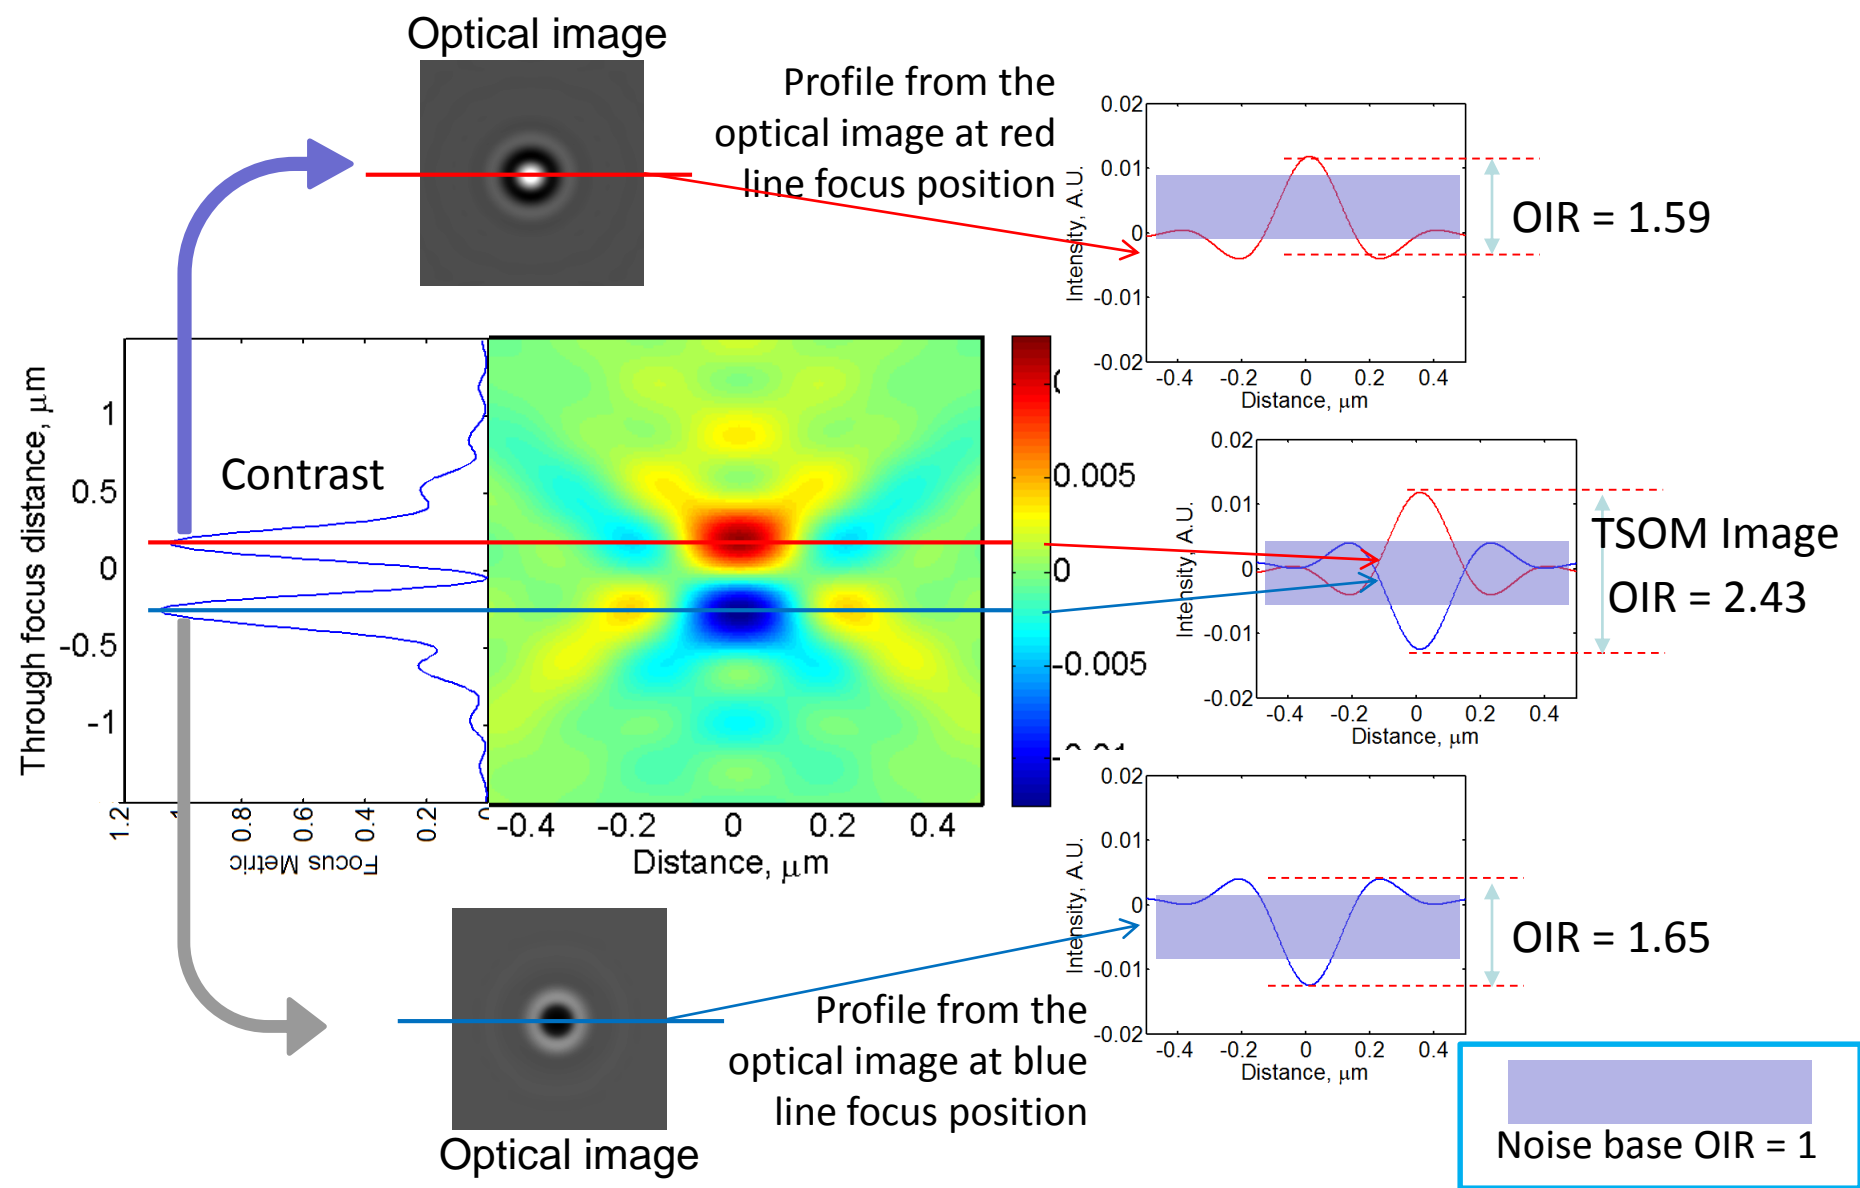 Optical image
Profile from the
optical image at red
line focus position
0.02
0.01
0
-0.01
-0.02
Intensity, A.U.
-0.4 -0.2 0 0.2 0.4
Distance, μm
OIR = 1.59
Through focus distance, μm
1
0.5
0
-0.5
-1
Contrast
1.2 1 0.8 0.6 0.4 0.2 0
Focus Metric
-0.4 -0.2 0 0.2 0.4
Distance, μm
0.005
0
-0.005
0.02
0.01
0
-0.01
-0.02
Intensity, A.U.
-0.4 -0.2 0 0.2 0.4
Distance, μm
TSOM Image
OIR = 2.43
0.02
0.01
0
-0.01
-0.02
Intensity, A.U.
-0.4 -0.2 0 0.2 0.4
Distance, μm
OIR = 1.65
Profile from the
optical image at blue
line focus position
Optical image
Noise base OIR = 1